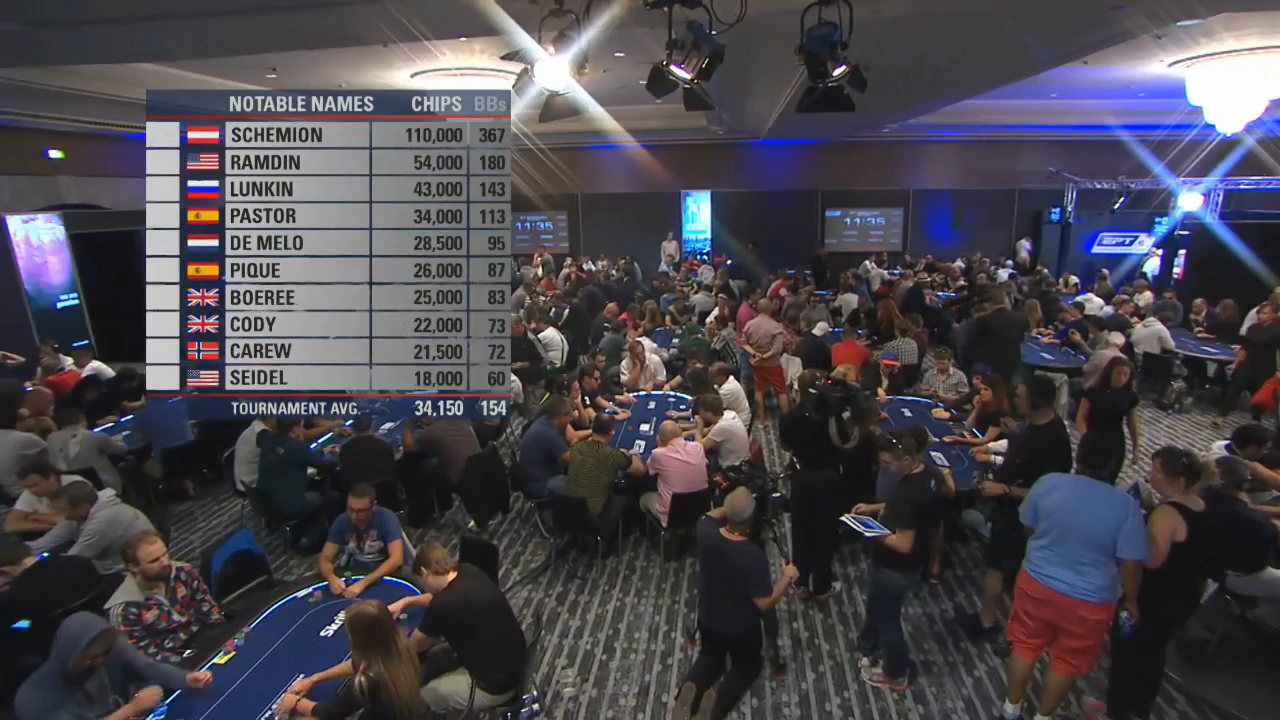 NOTABLE NAMES CHIPS BBs
SCHEMION 110,000 367
RAMDIN 54,000 180
LUNKIN 43,000 143
PASTOR 34,000 113
DE MELO 28,500 95
PIQUE 26,000 87
BOEREE 25,000 83
CODY 22,000 73
CAREW 21,500 72
SEIDEL 18,000 60
TOURNAMENT AVG. 34,150 154
11:35
11:35
EPT